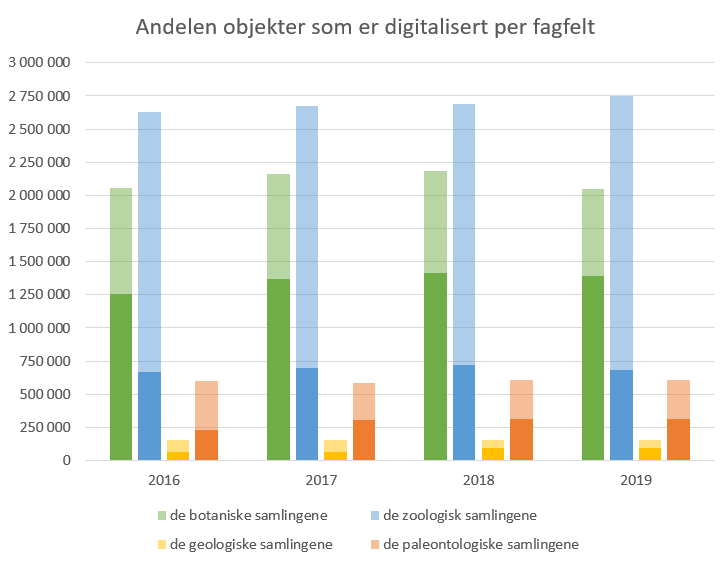 Andelen objekter som er digitalisert per fagfelt
3 000 000
2 750 000
2 500 000
2 250 000
2 000 000
1 750 000
1 500 000
1 250 000
1 000 000
750 000
500 000
250 000
0
2016 2017 2018 2019
de botaniske samlingene de zoologisk samlingene
de geologiske samlingene de paleontologiske samlingene